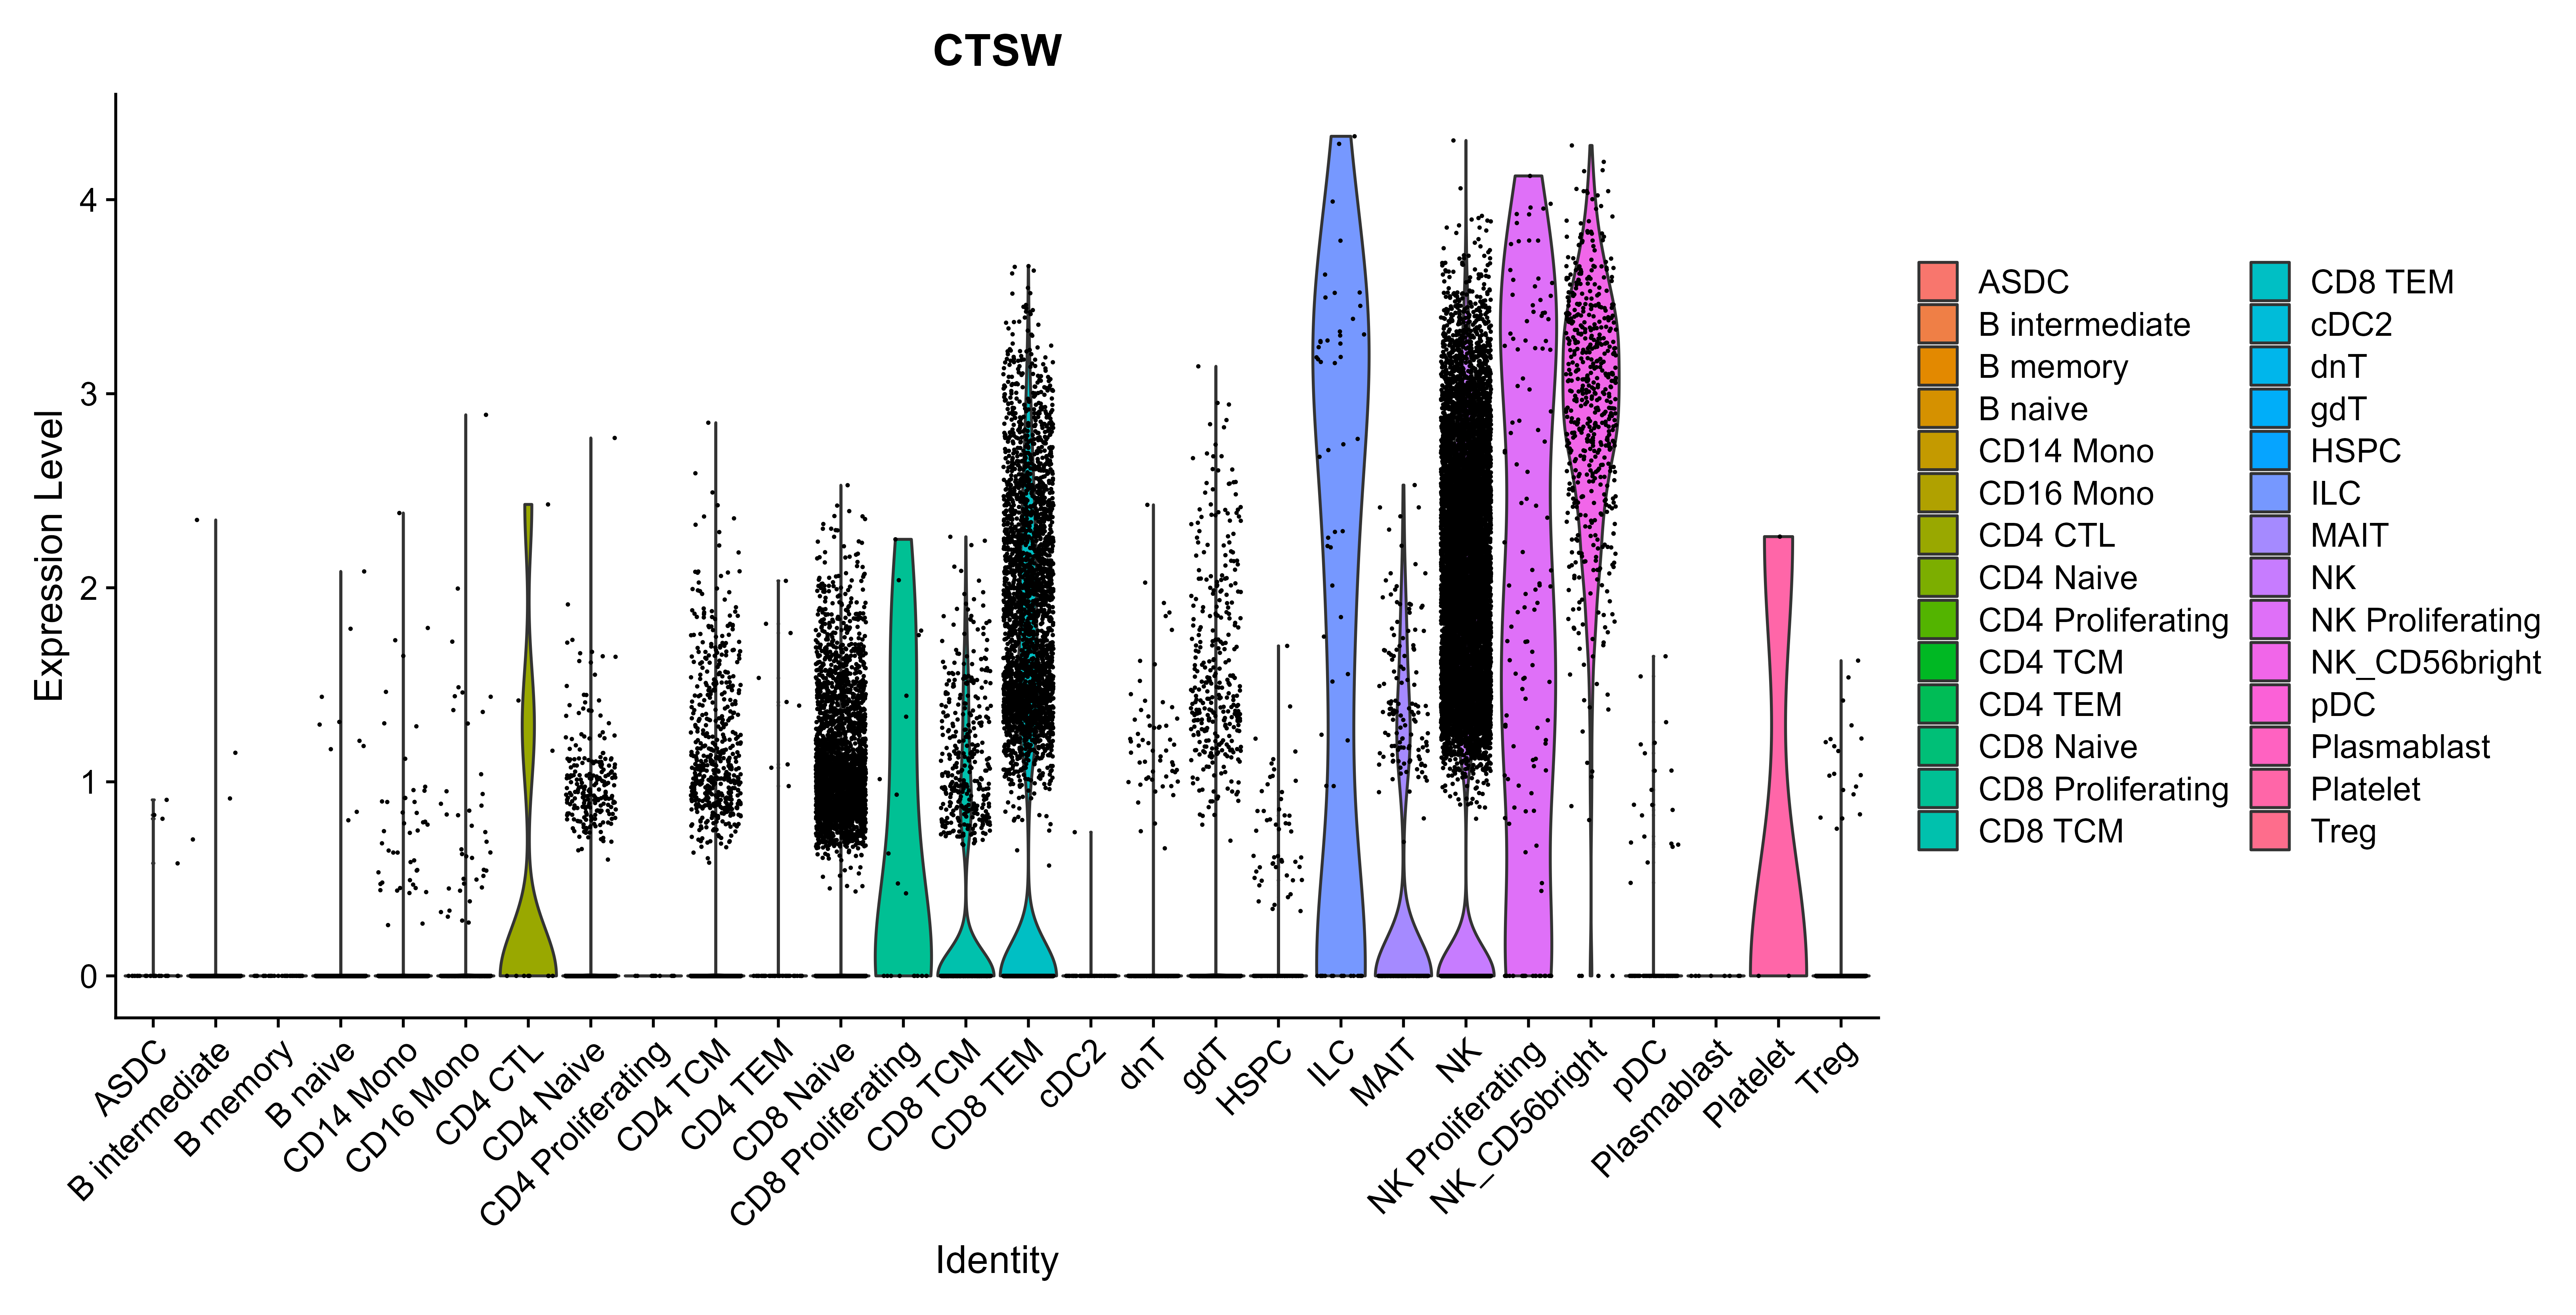 CTSW
Expression Level
4
3
2
1
0
ASDC
B intermediate
B memory
B naive
CD14 Mono
CD16 Mono
CD4 CTL
CD4 Naive
CD4 Proliferating
CD4 TCM
CD4 TEM
CD8 Naive
CD8 Proliferating
CD8 TCM
CD8 TEM
cDC2
dnT
gdT
HSPC
ILC
MAIT
NK
NK Proliferating
NK_CD56bright
pDC
Plasmablast
Platelet
Treg
Identity
ASDC
B intermediate
B memory
B naive
CD14 Mono
CD16 Mono
CD4 CTL
CD4 Naive
CD4 Proliferating
CD4 TCM
CD4 TEM
CD8 Naive
CD8 Proliferating
CD8 TCM
CD8 TEM
cDC2
dnT
gdT
HSPC
ILC
MAIT
NK
NK Proliferating
NK_CD56bright
pDC
Plasmablast
Platelet
Treg